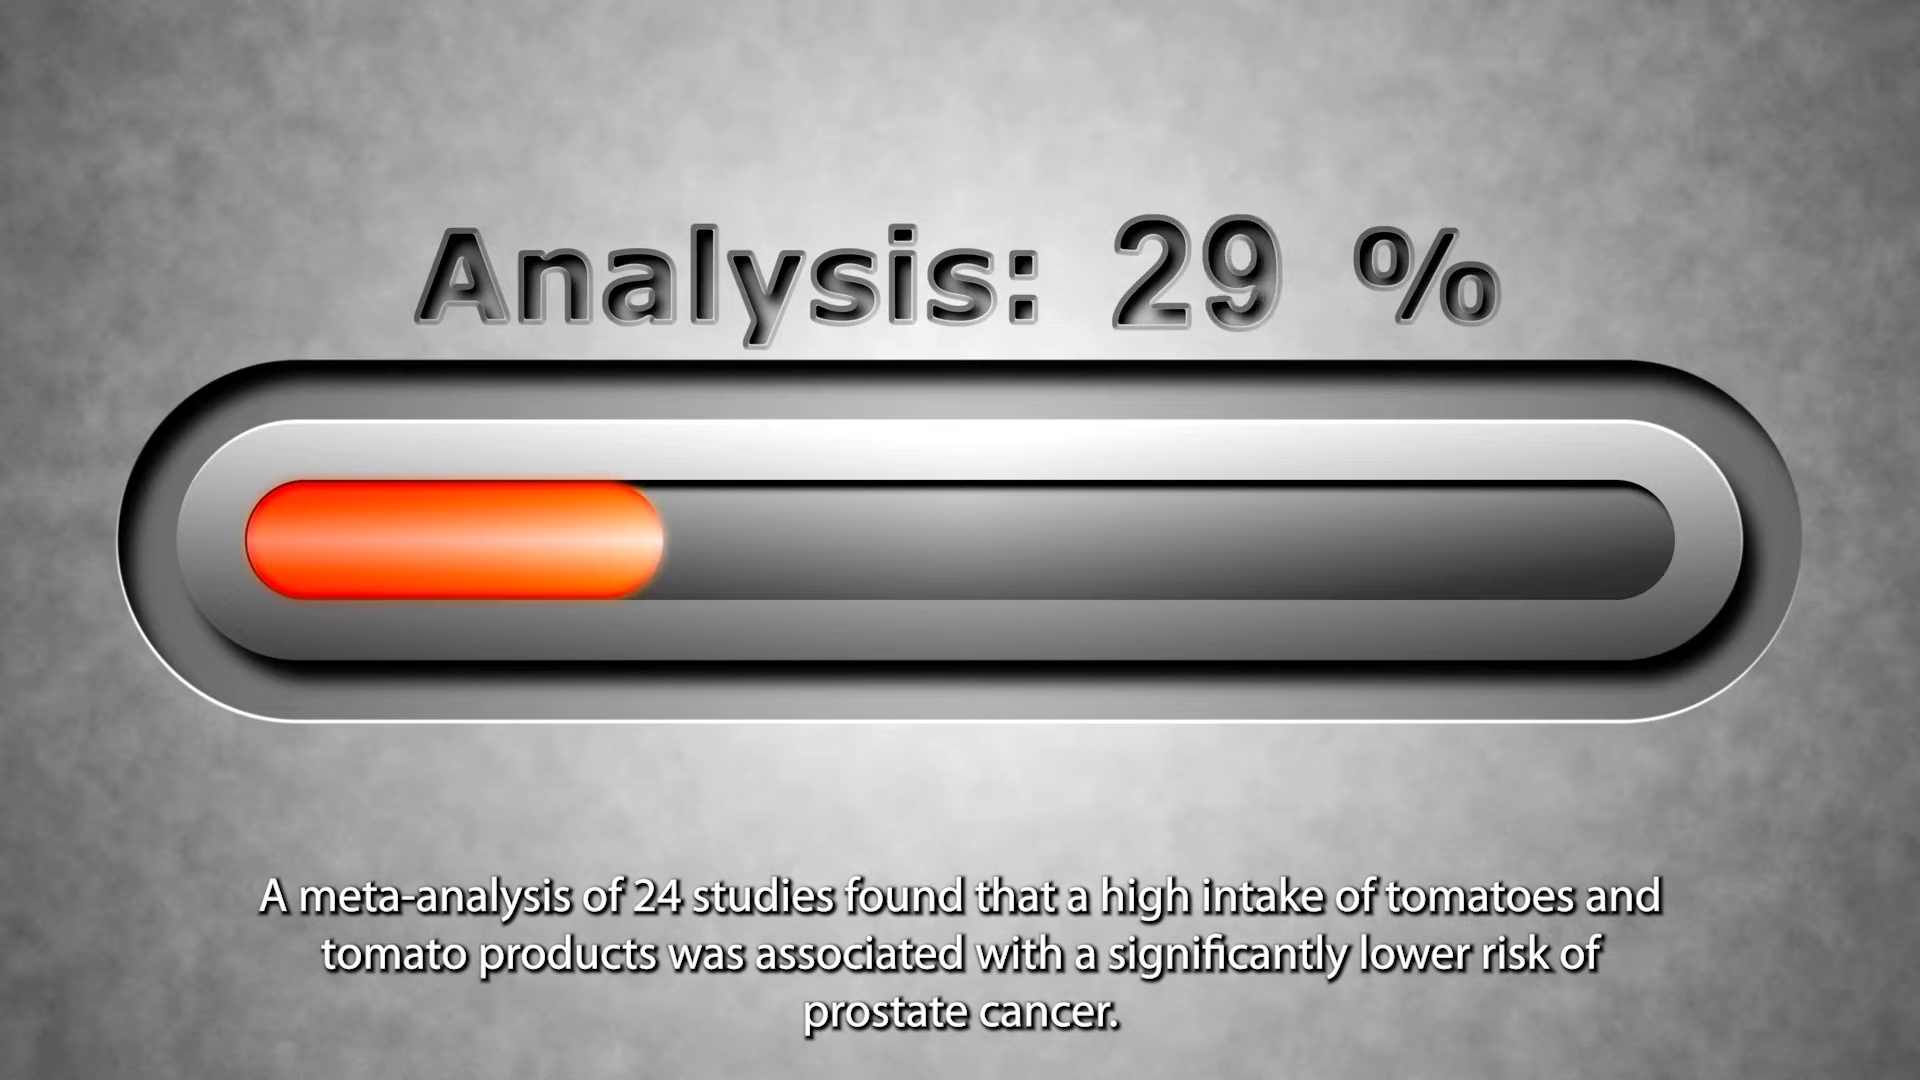 Analysis: 29 %
A meta-analysis of 24 studies found that a high intake of tomatoes and
tomato products was associated with a significantly lower risk of
prostate cancer.